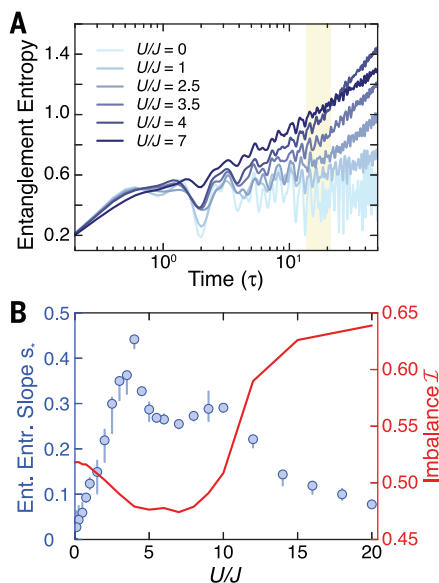 A
Entanglement Entropy
1.4
1.0
0.6
0.2
U/J = 0
U/J = 1
U/J = 2.5
U/J = 3.5
U/J = 4
U/J = 7
10⁰
10¹
Time (τ)
B
Ent. Entr. Slope s.
0.5
0.4
0.3
0.2
0.1
0
0.65
0.60
0.55
0.50
0.45
Imbalance ℐ
0
5
10
15
20
U/J